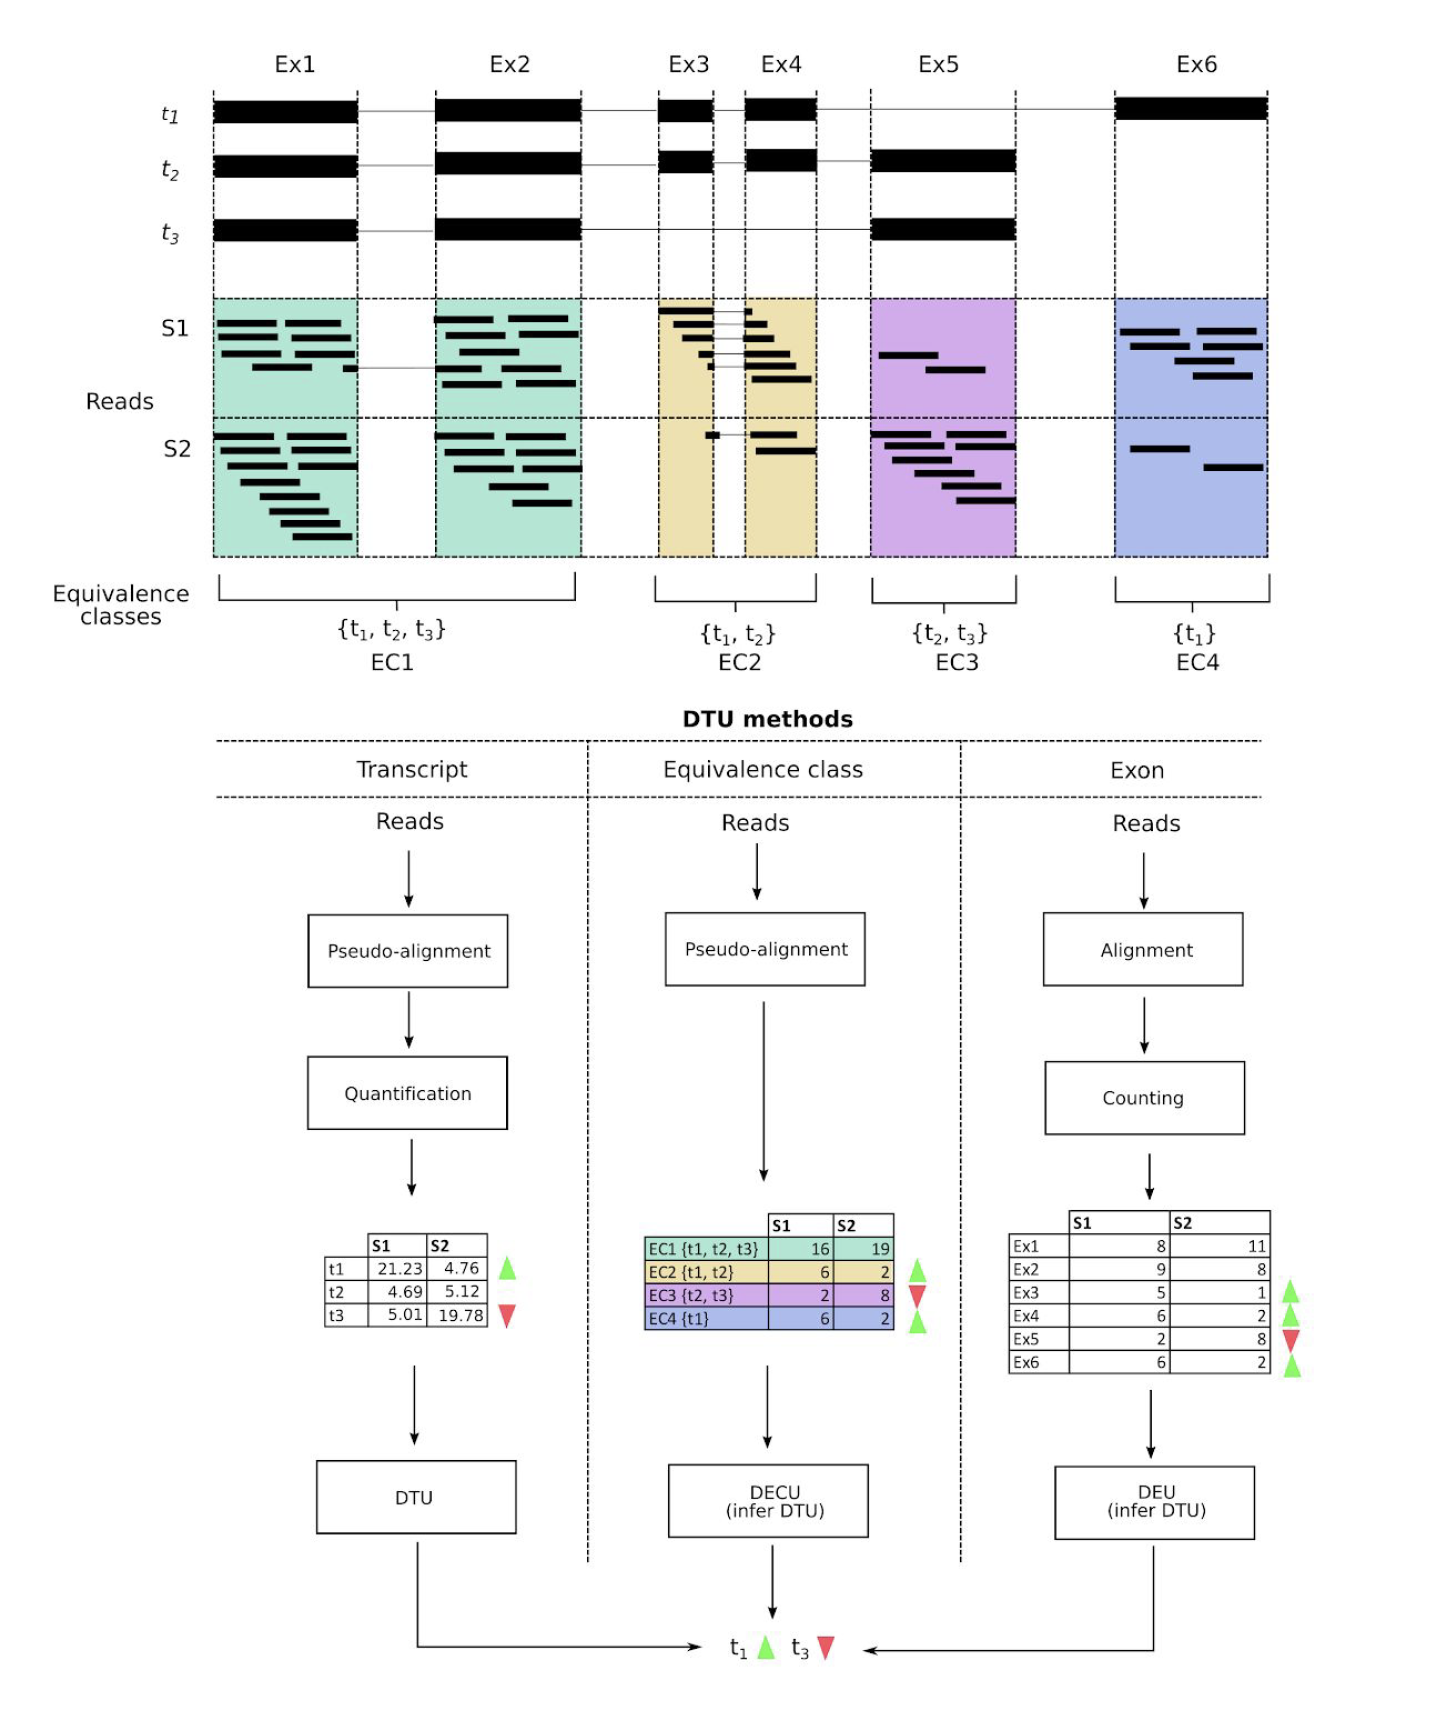 Ex1 Ex2 Ex3 Ex4 Ex5 Ex6
t1
t2
t3
S1
Reads
S2
Equivalence
classes
{t1, t2, t3} {t1, t2} {t2, t3} {t1}
EC1 EC2 EC3 EC4
DTU methods
Transcript Equivalence class Exon
Reads Reads Reads
Pseudo-alignment Pseudo-alignment Alignment
Quantification Counting
S1 S2
t1 21.23 4.76
t2 4.69 5.12
t3 5.01 19.78
S1 S2
EC1 {t1, t2, t3} 16 19
EC2 {t1, t2} 6 2
EC3 {t2, t3} 2 8
EC4 {t1} 6 2
S1 S2
Ex1 8 11
Ex2 9 8
Ex3 5 1
Ex4 6 2
Ex5 2 8
Ex6 6 2
DTU
DECU
(infer DTU)
DEU
(infer DTU)
t1 t3